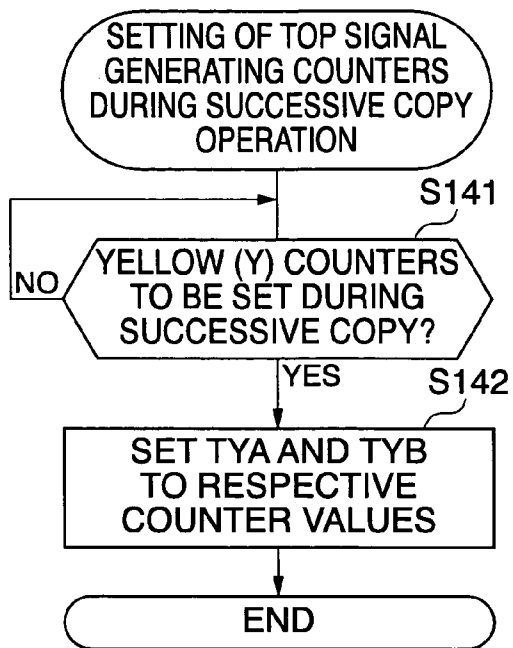 SETTING OF TOP SIGNAL
GENERATING COUNTERS
DURING SUCCESSIVE COPY
OPERATION
S141
YELLOW (Y) COUNTERS
TO BE SET DURING
SUCCESSIVE COPY?
NO
YES
S142
SET TYA AND TYB
TO RESPECTIVE
COUNTER VALUES
END